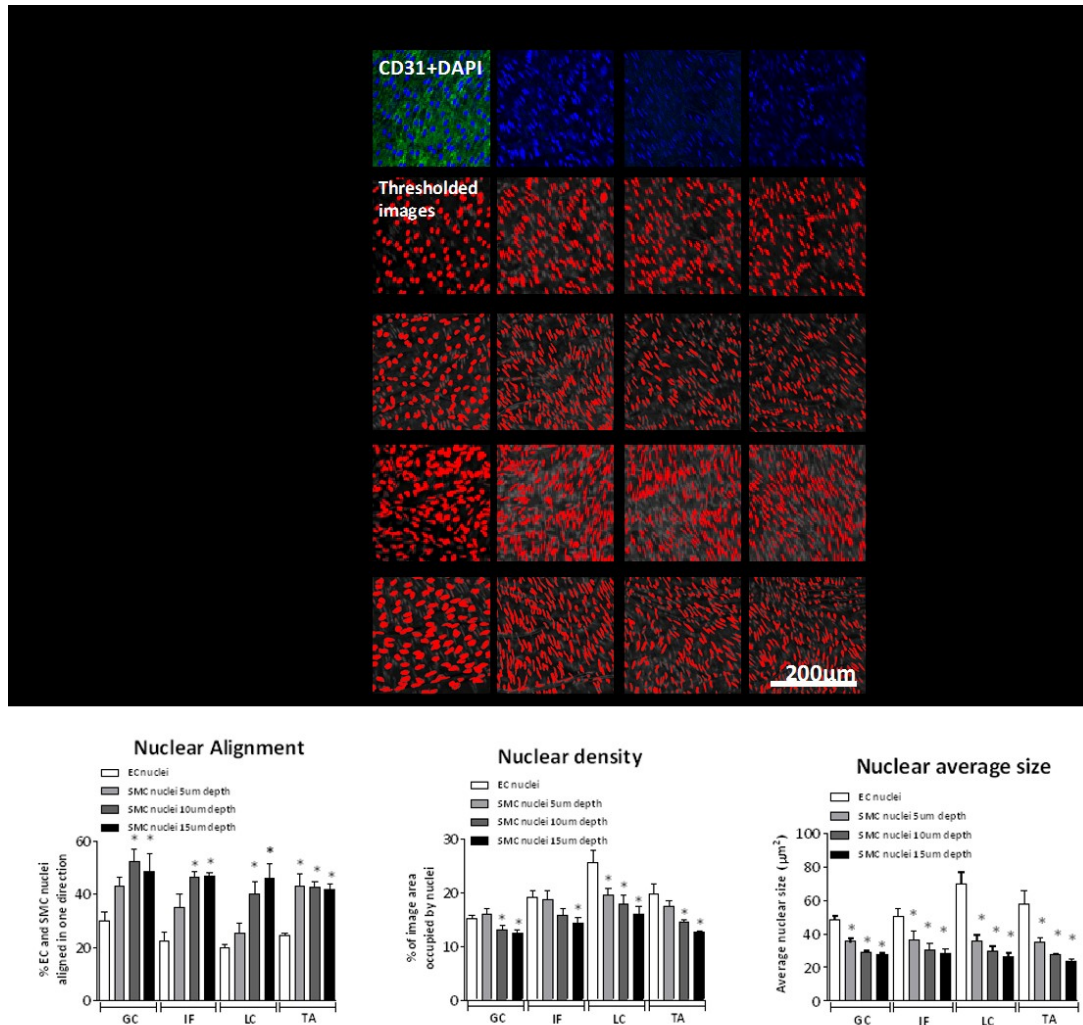 CD31+DAPI
Thresholded
images
200μm
Nuclear Alignment
EC nuclei
SMC nuclei 5um depth
SMC nuclei 10um depth
SMC nuclei 15um depth
60
40
20
0
% EC and SMC nuclei
aligned in one direction
* * * * * * * * *
GC IF LC TA
Nuclear density
EC nuclei
SMC nuclei 5um depth
SMC nuclei 10um depth
SMC nuclei 15um depth
30
20
10
0
% of image area
occupied by nuclei
* * * * * * * *
GC IF LC TA
Nuclear average size
EC nuclei
SMC nuclei 5um depth
SMC nuclei 10um depth
SMC nuclei 15um depth
100
80
60
40
20
0
Average nuclear size (μm²)
* * * * * * * * * * * *
GC IF LC TA